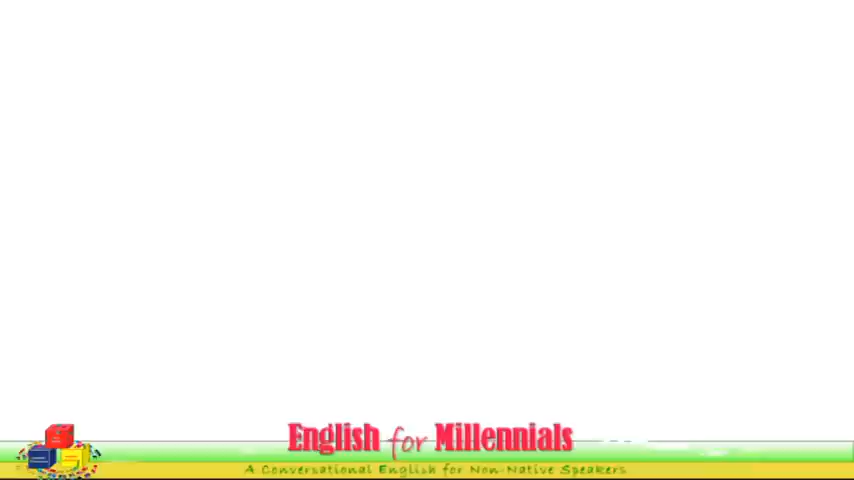 English for Millennials
A Conversational English for Non-Native Speakers